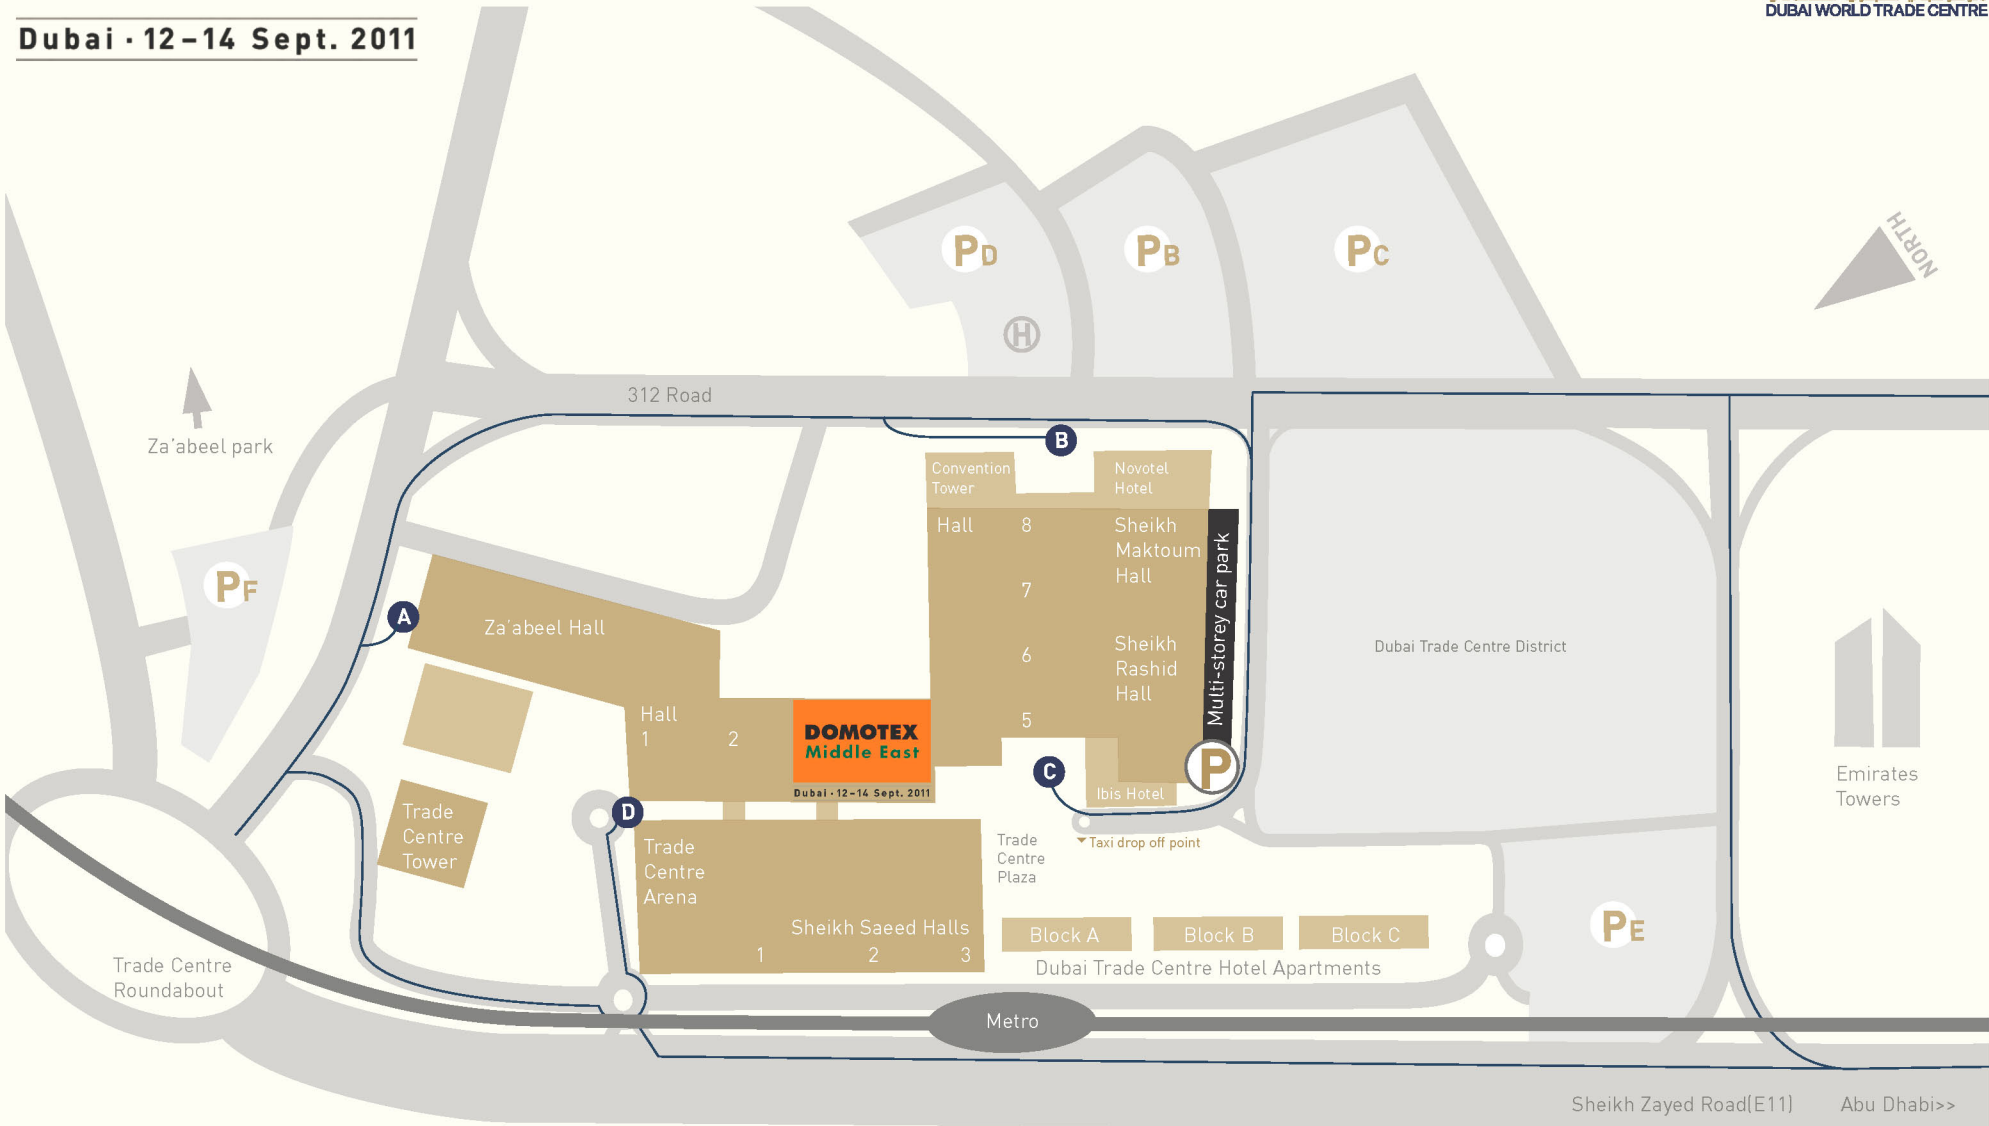 DUBAI WORLD TRADE CENTRE
Dubai · 12–14 Sept. 2011
PD
PB
PC
NORTH
H
312 Road
Za'abeel park
B
Convention
Tower
Novotel
Hotel
Hall 8
Sheikh
Maktoum
Hall
7
6
Sheikh
Rashid
Hall
5
Multi-storey car park
P
PF
A
Za'abeel Hall
Hall
1
2
DOMOTEX
Middle East
Dubai · 12–14 Sept. 2011
C
Ibis Hotel
Taxi drop off point
Dubai Trade Centre District
Emirates
Towers
Trade
Centre
Tower
D
Trade
Centre
Arena
Trade
Centre
Plaza
Sheikh Saeed Halls
1
2
3
Block A
Block B
Block C
Dubai Trade Centre Hotel Apartments
PE
Trade Centre
Roundabout
Metro
Sheikh Zayed Road(E11)
Abu Dhabi>>